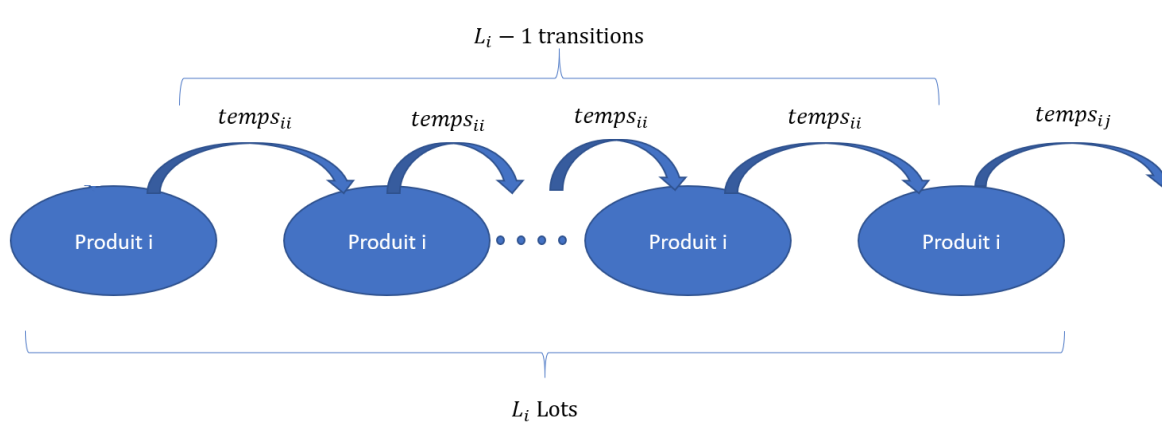 L_i − 1 transitions
temps_ii
temps_ii
temps_ii
temps_ii
temps_ij
Produit i
Produit i
Produit i
Produit i
L_i Lots